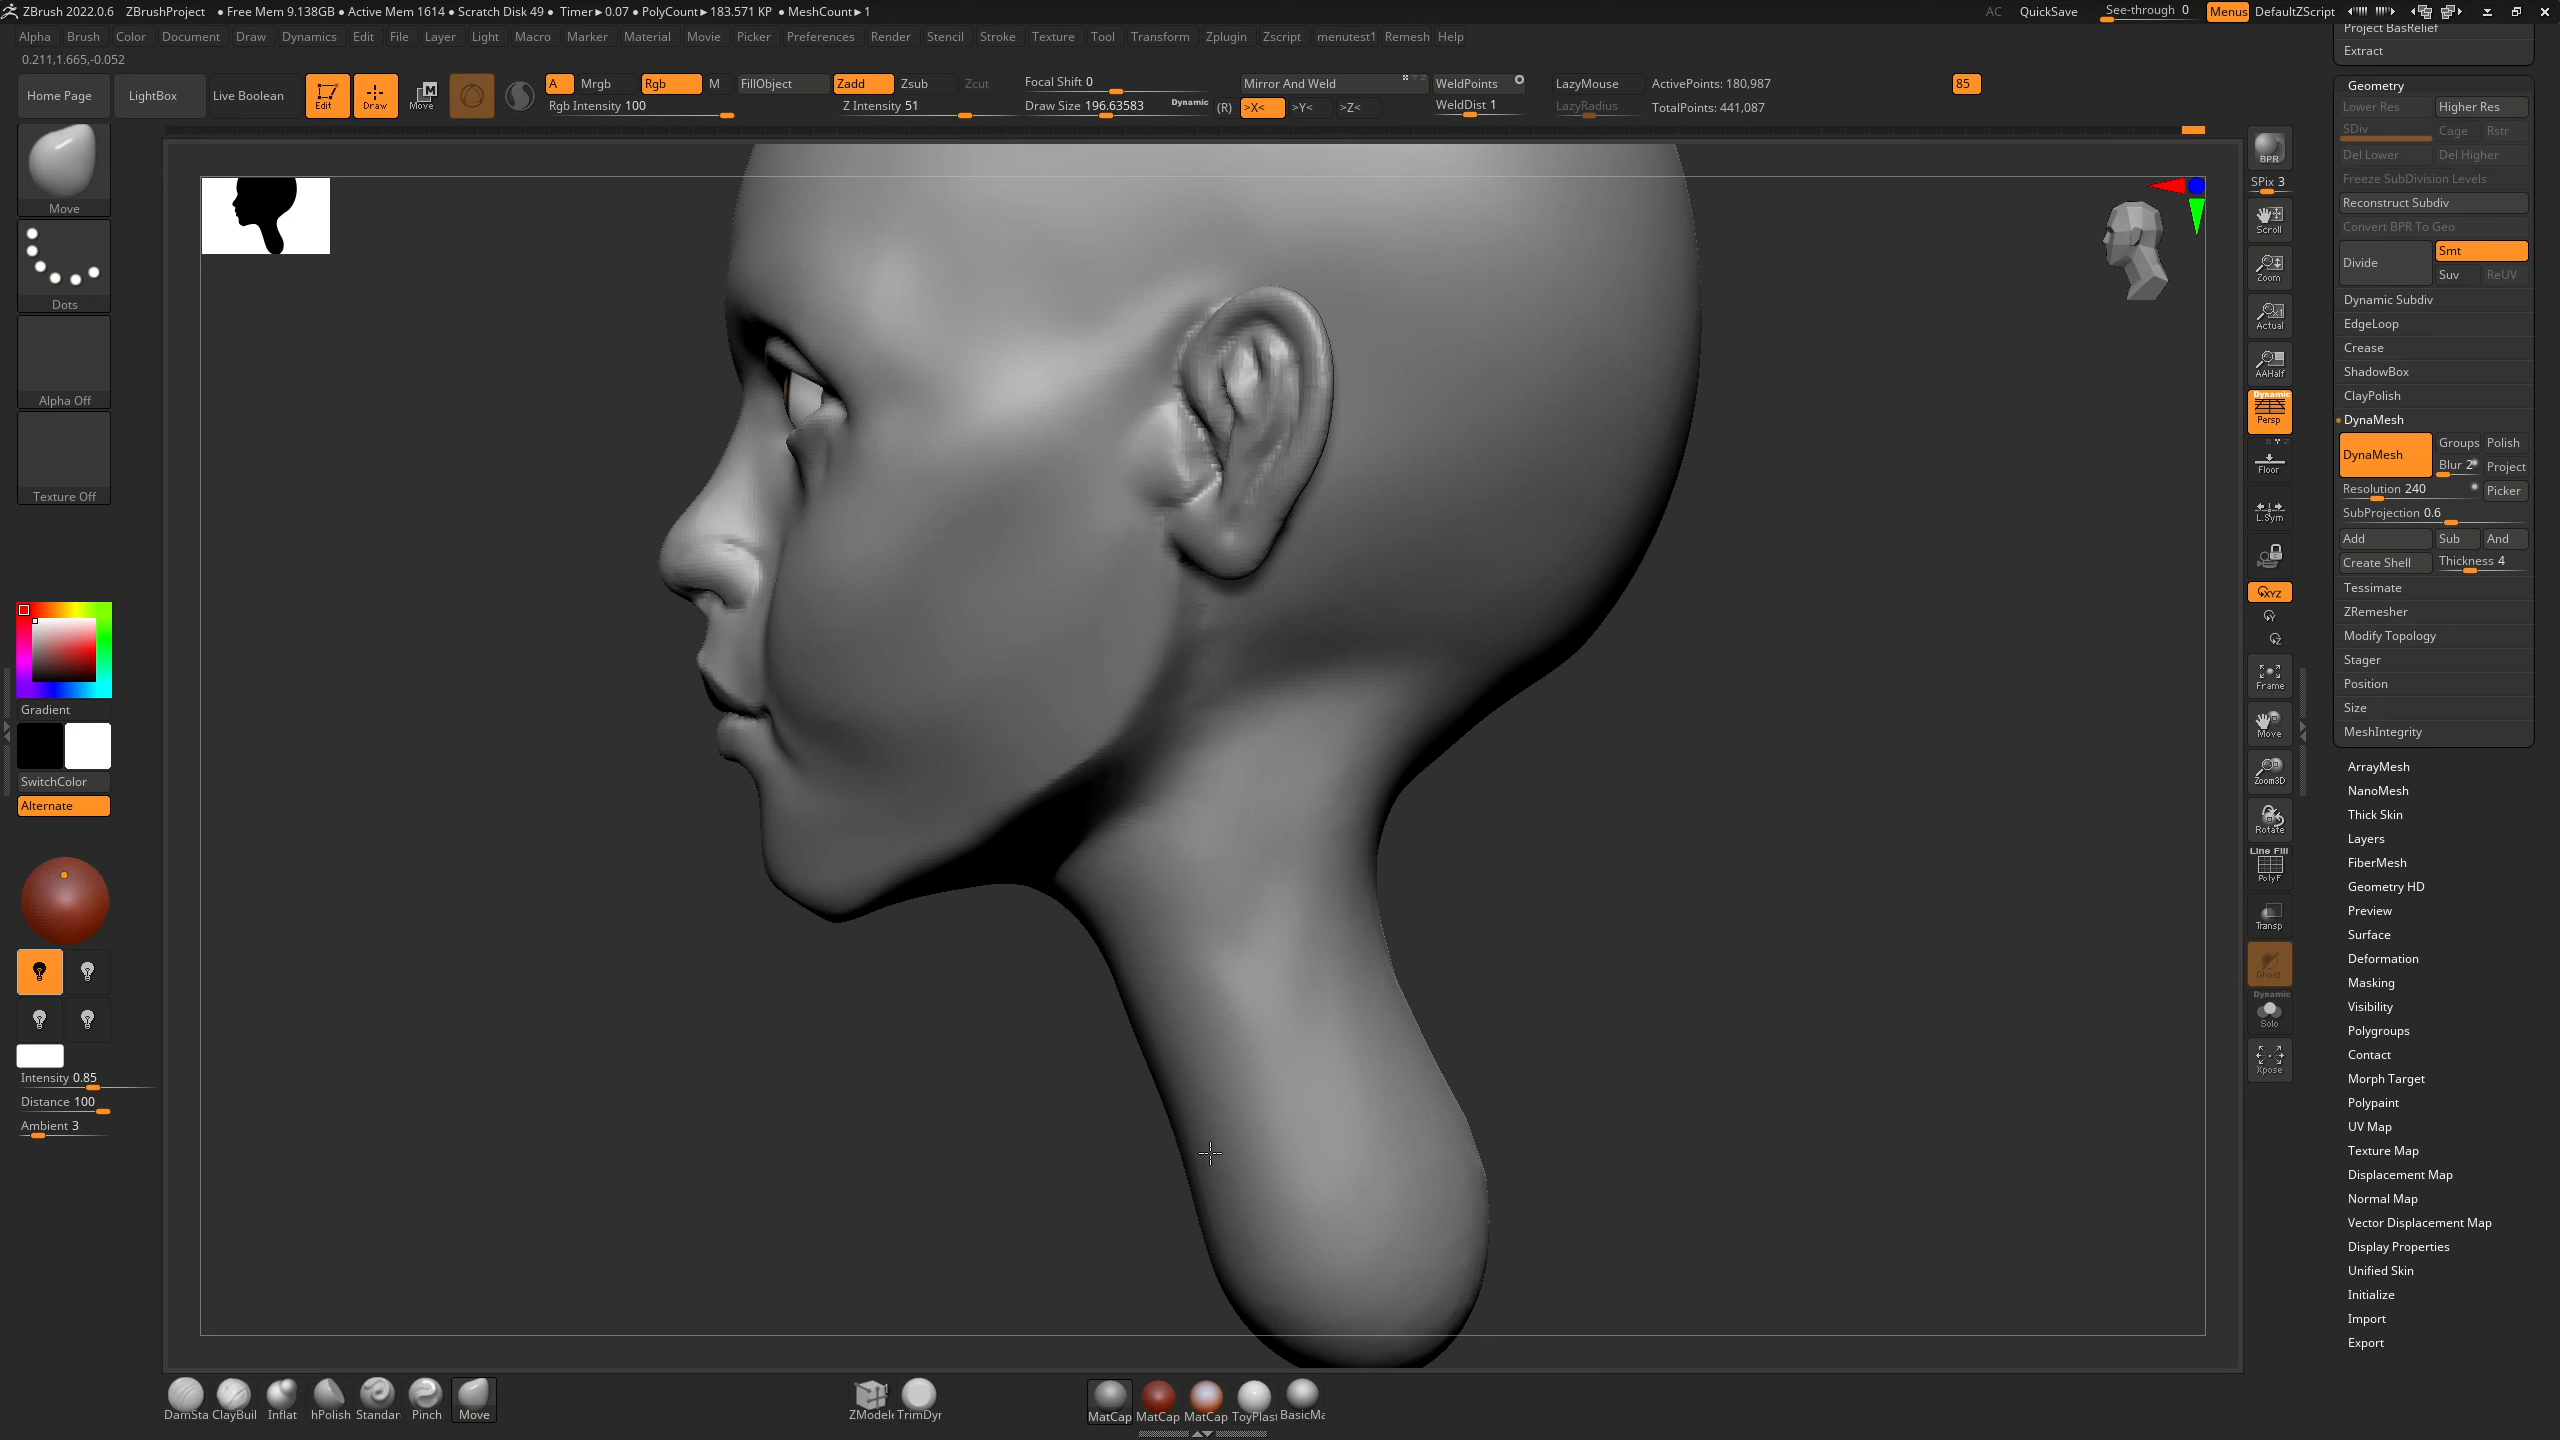 ZBrush 2022.0.6 ZBrushProject • Free Mem 9.138GB • Active Mem 1614 • Scratch Disk 49 • Timer►0.07 • PolyCount►183.571 KP • MeshCount►1 AC QuickSave See-through 0 Menus DefaultZScript
Alpha Brush Color Document Draw Dynamics Edit File Layer Light Macro Marker Material Movie Picker Preferences Render Stencil Stroke Texture Tool Transform Zplugin Zscript menutest1 Remesh Help
0.211,1.665,-0.052
Home Page LightBox Live Boolean Edit Draw Move
A Mrgb Rgb M FillObject Zadd Zsub Zcut Focal Shift 0 Mirror And Weld WeldPoints LazyMouse ActivePoints: 180,987 85
Rgb Intensity 100 Z Intensity 51 Draw Size 196.63583 Dynamic (R) >X< >Y< >Z< WeldDist 1 LazyRadius TotalPoints: 441,087
Move
Dots
Alpha Off
Texture Off
Gradient
SwitchColor
Alternate
Intensity 0.85
Distance 100
Ambient 3
BPR
SPix 3
Scroll
Zoom
Actual
AAHalf
Dynamic
Persp
Floor
L.Sym
XYZ
Y
Z
Frame
Move
Zoom3D
Rotate
Line Fill
PolyF
Transp
Ghost
Dynamic
Solo
Xpose
Project BasRelief
Extract
Geometry
Lower Res Higher Res
SDiv Cage Rstr
Del Lower Del Higher
Freeze SubDivision Levels
Reconstruct Subdiv
Convert BPR To Geo
Divide Smt
Suv ReUV
Dynamic Subdiv
EdgeLoop
Crease
ShadowBox
ClayPolish
DynaMesh
DynaMesh Groups Polish
Blur 2 Project
Resolution 240 Picker
SubProjection 0.6
Add Sub And
Create Shell Thickness 4
Tessimate
ZRemesher
Modify Topology
Stager
Position
Size
MeshIntegrity
ArrayMesh
NanoMesh
Thick Skin
Layers
FiberMesh
Geometry HD
Preview
Surface
Deformation
Masking
Visibility
Polygroups
Contact
Morph Target
Polypaint
UV Map
Texture Map
Displacement Map
Normal Map
Vector Displacement Map
Display Properties
Unified Skin
Initialize
Import
Export
DamSta ClayBuil Inflat hPolish Standar Pinch Move ZModele TrimDyr MatCap MatCap MatCap ToyPlas BasicMa